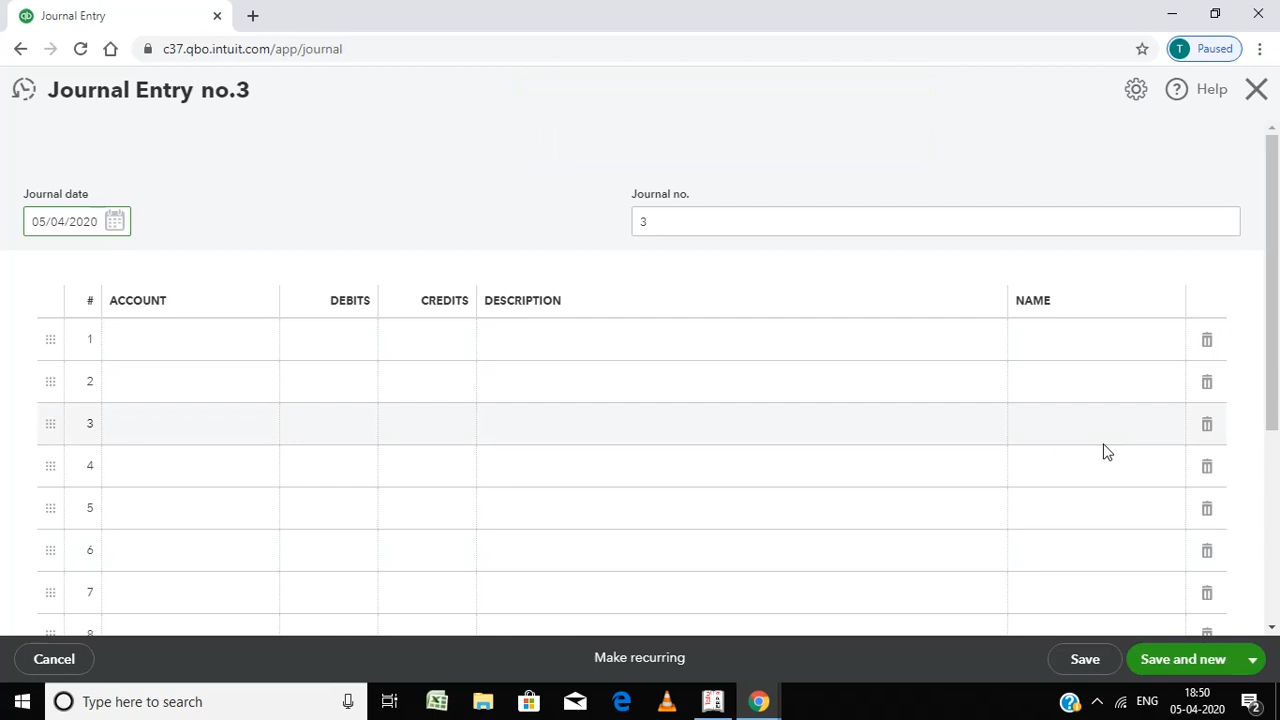 Journal Entry
c37.qbo.intuit.com/app/journal
T Paused
Journal Entry no.3
Help
Journal date
Journal no.
05/04/2020
3
# ACCOUNT DEBITS CREDITS DESCRIPTION NAME
1
2
3
4
5
6
7
8
Cancel
Make recurring
Save
Save and new
Type here to search
ENG
18:50
05-04-2020
2